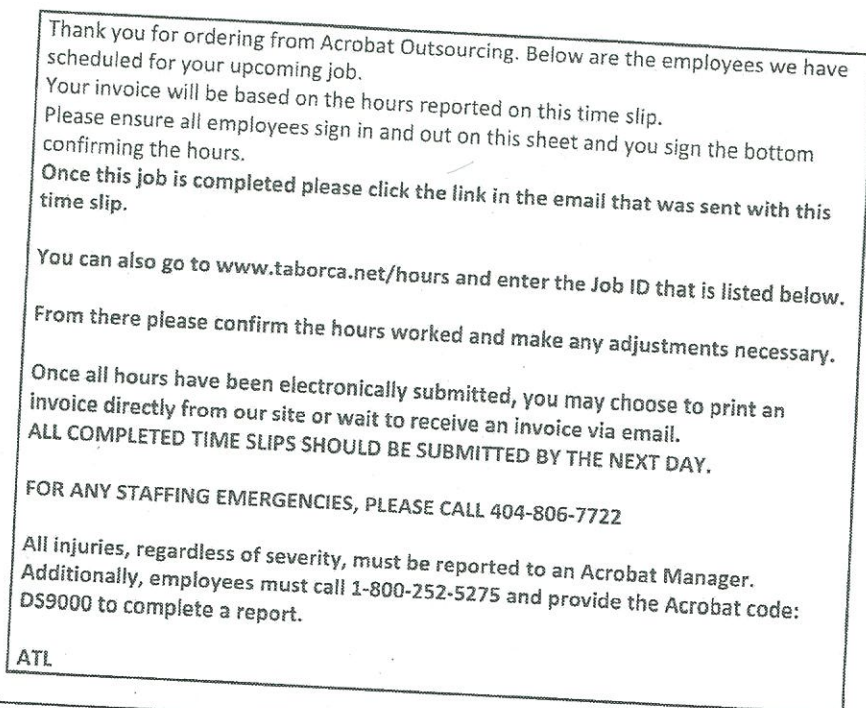 Thank you for ordering from Acrobat Outsourcing. Below are the employees we have
scheduled for your upcoming job.
Your invoice will be based on the hours reported on this time slip.
Please ensure all employees sign in and out on this sheet and you sign the bottom
confirming the hours.
Once this job is completed please click the link in the email that was sent with this
time slip.
You can also go to www.taborca.net/hours and enter the Job ID that is listed below.
From there please confirm the hours worked and make any adjustments necessary.
Once all hours have been electronically submitted, you may choose to print an
invoice directly from our site or wait to receive an invoice via email.
ALL COMPLETED TIME SLIPS SHOULD BE SUBMITTED BY THE NEXT DAY.
FOR ANY STAFFING EMERGENCIES, PLEASE CALL 404-806-7722
All injuries, regardless of severity, must be reported to an Acrobat Manager.
Additionally, employees must call 1-800-252-5275 and provide the Acrobat code:
DS9000 to complete a report.
ATL